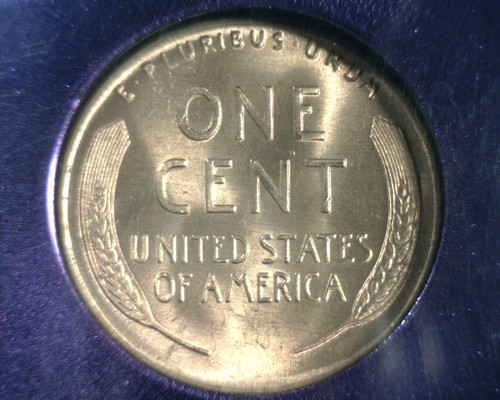 E·PLURIBUS·UNUM
ONE
CENT
UNITED STATES
OF AMERICA